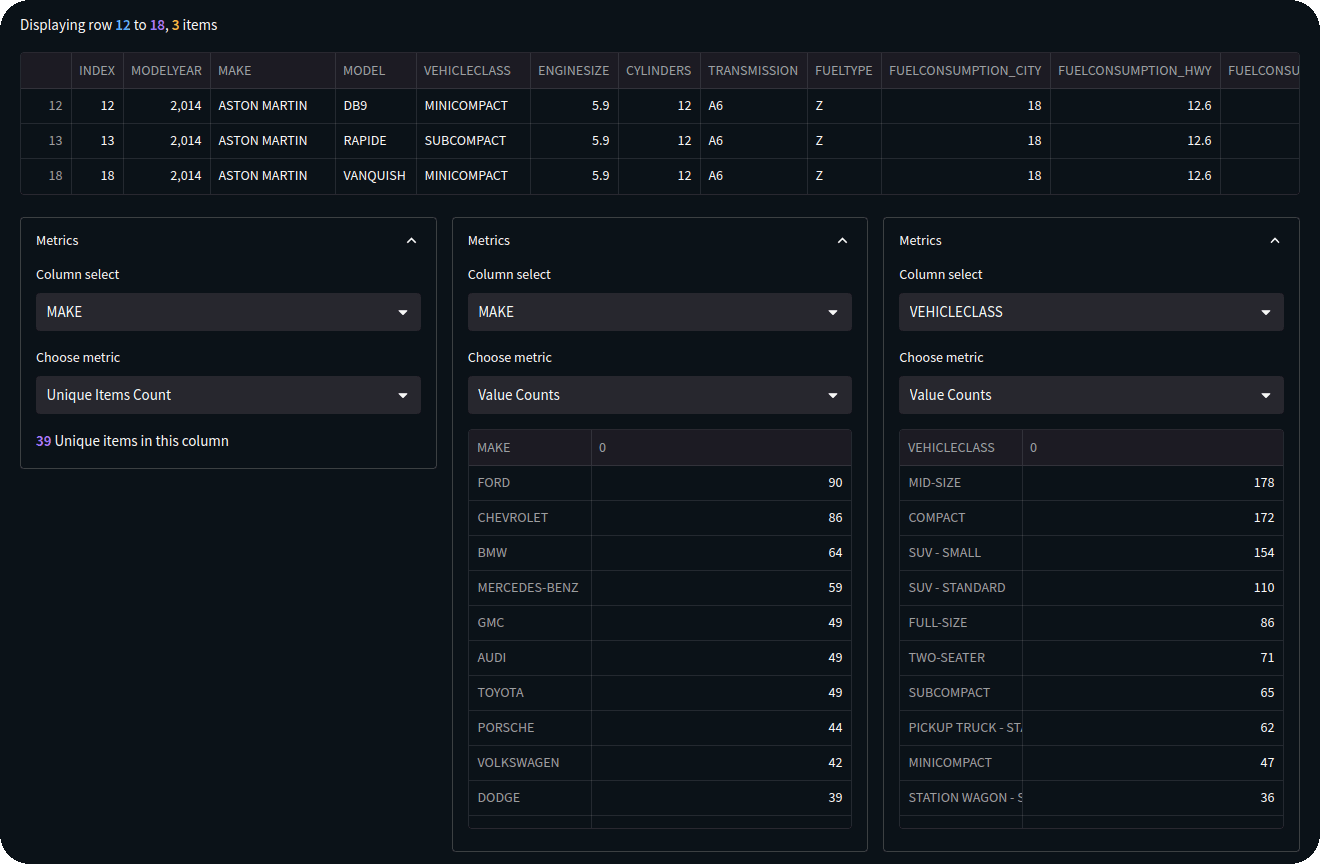 Displaying row 12 to 18, 3 items
INDEX MODELYEAR MAKE MODEL VEHICLECLASS ENGINESIZE CYLINDERS TRANSMISSION FUELTYPE FUELCONSUMPTION_CITY FUELCONSUMPTION_HWY FUELCONSU
12 12 2,014 ASTON MARTIN DB9 MINICOMPACT 5.9 12 A6 Z 18 12.6
13 13 2,014 ASTON MARTIN RAPIDE SUBCOMPACT 5.9 12 A6 Z 18 12.6
18 18 2,014 ASTON MARTIN VANQUISH MINICOMPACT 5.9 12 A6 Z 18 12.6
Metrics
Column select
MAKE
Choose metric
Unique Items Count
39 Unique items in this column
Metrics
Column select
MAKE
Choose metric
Value Counts
MAKE 0
FORD 90
CHEVROLET 86
BMW 64
MERCEDES-BENZ 59
GMC 49
AUDI 49
TOYOTA 49
PORSCHE 44
VOLKSWAGEN 42
DODGE 39
Metrics
Column select
VEHICLECLASS
Choose metric
Value Counts
VEHICLECLASS 0
MID-SIZE 178
COMPACT 172
SUV - SMALL 154
SUV - STANDARD 110
FULL-SIZE 86
TWO-SEATER 71
SUBCOMPACT 65
PICKUP TRUCK - STA 62
MINICOMPACT 47
STATION WAGON - S 36